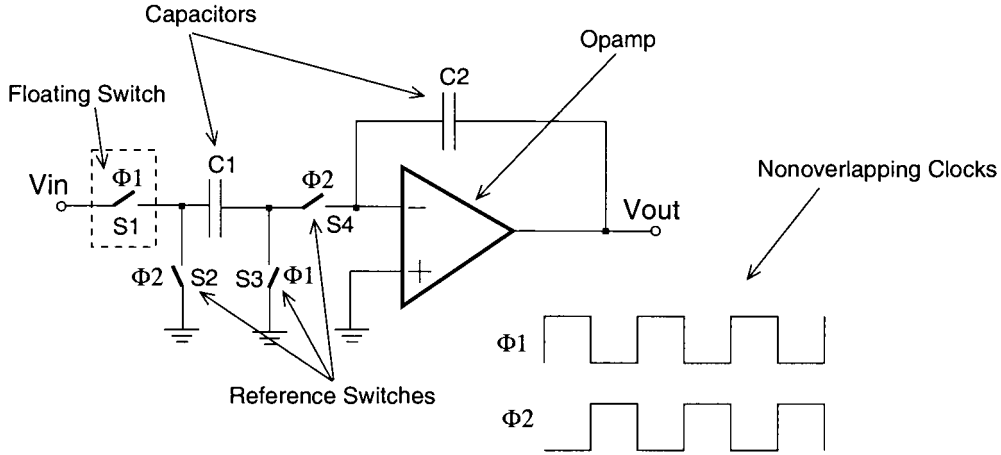 Capacitors
Opamp
C2
Floating Switch
C1
Nonoverlapping Clocks
Vin
Φ1
Φ2
S1
S4
−
Vout
Φ2
S2
S3
Φ1
+
Φ1
Reference Switches
Φ2